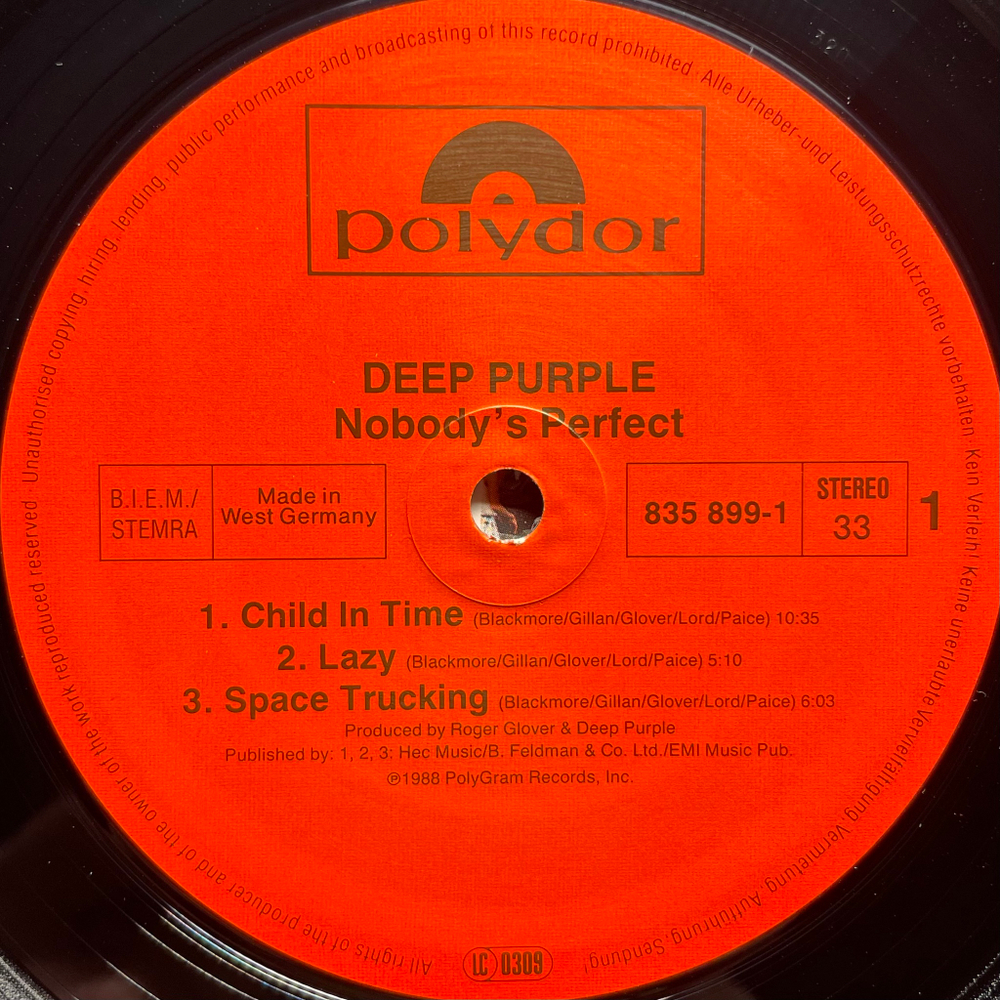 polydor
DEEP PURPLE
Nobody's Perfect
B.I.E.M./
STEMRA
Made in
West Germany
835 899-1
STEREO
33
1
1. Child In Time (Blackmore/Gillan/Glover/Lord/Paice) 10:35
2. Lazy (Blackmore/Gillan/Glover/Lord/Paice) 5:10
3. Space Trucking (Blackmore/Gillan/Glover/Lord/Paice) 6:03
Produced by Roger Glover & Deep Purple
Published by: 1, 2, 3: Hec Music/B. Feldman & Co. Ltd./EMI Music Pub.
℗1988 PolyGram Records, Inc.
All rights of the producer and of the owner of the work reproduced reserved · Unauthorised copying, hiring, lending, public performance and broadcasting of this record prohibited · Alle Urheber- und Leistungsschutzrechte vorbehalten · Kein Verleih! Keine unerlaubte Vervielfältigung, Vermietung, Aufführung, Sendung!
LC 0309